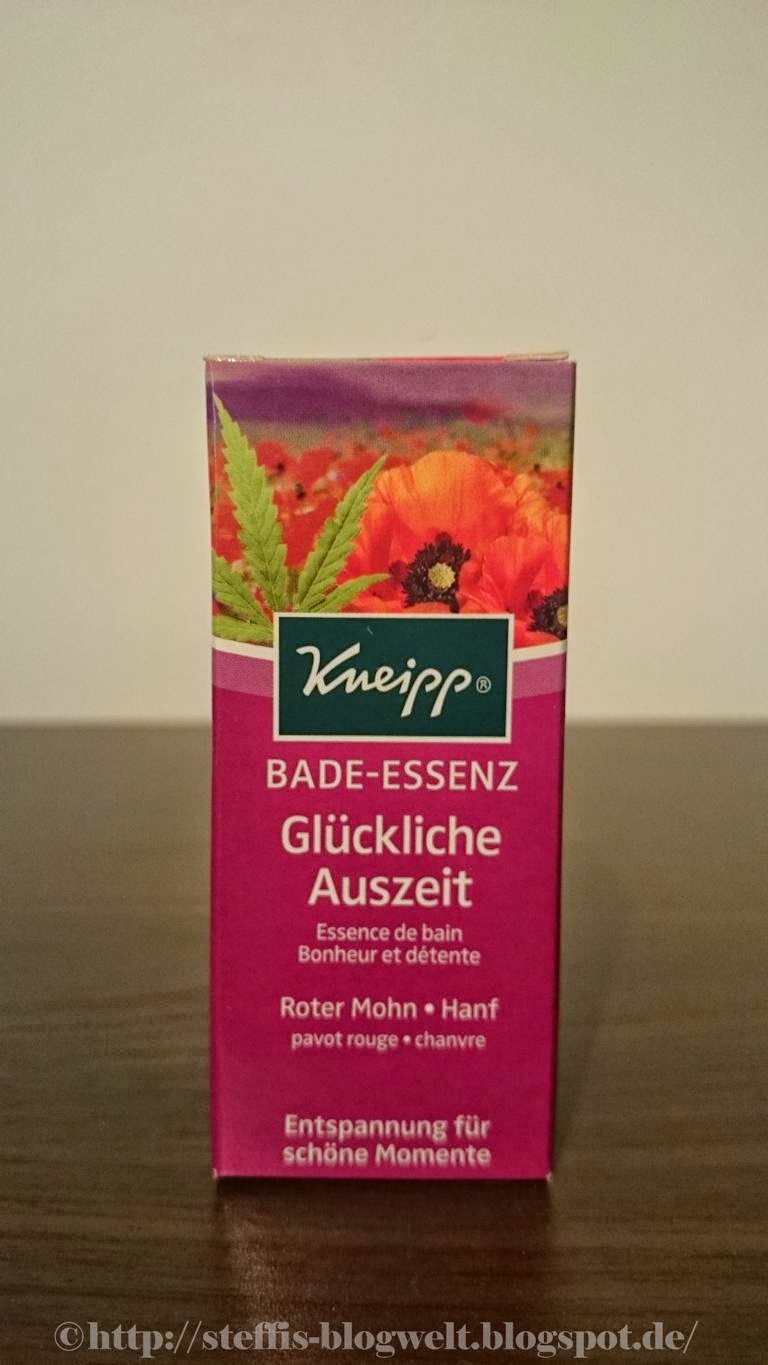 Kneipp®
BADE-ESSENZ
Glückliche
Auszeit
Essence de bain
Bonheur et détente
Roter Mohn • Hanf
pavot rouge • chanvre
Entspannung für
schöne Momente
©http://steffis-blogwelt.blogspot.de/